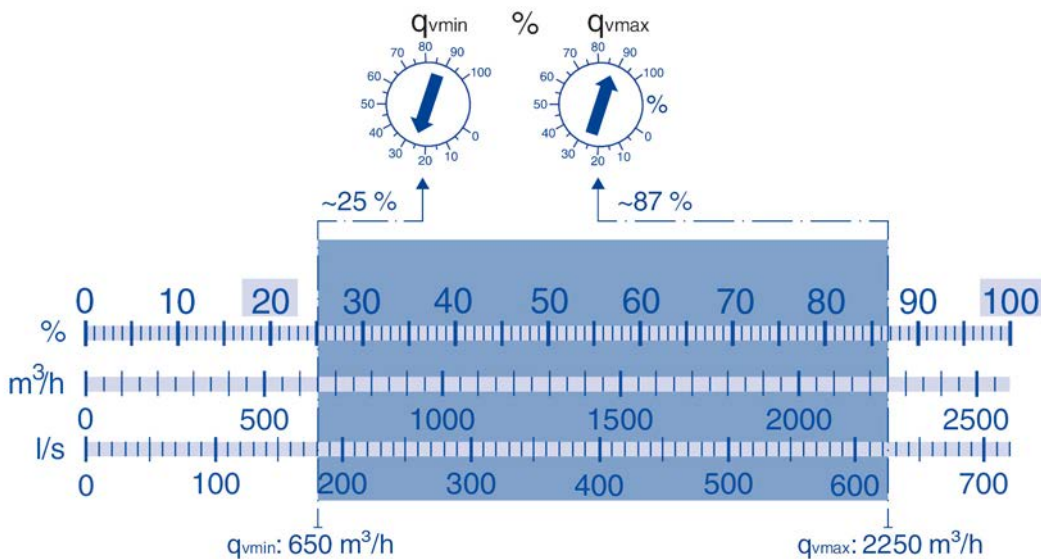 qvmin % qvmax
70 80 90 70 80 90
60 100 60 100
50 50 %
40 0 40 0
30 20 10 30 20 10
~25 % ~87 %
0 10 20 30 40 50 60 70 80 90 100
%
m³/h
0 500 1000 1500 2000 2500
l/s
0 100 200 300 400 500 600 700
qvmin: 650 m³/h qvmax: 2250 m³/h